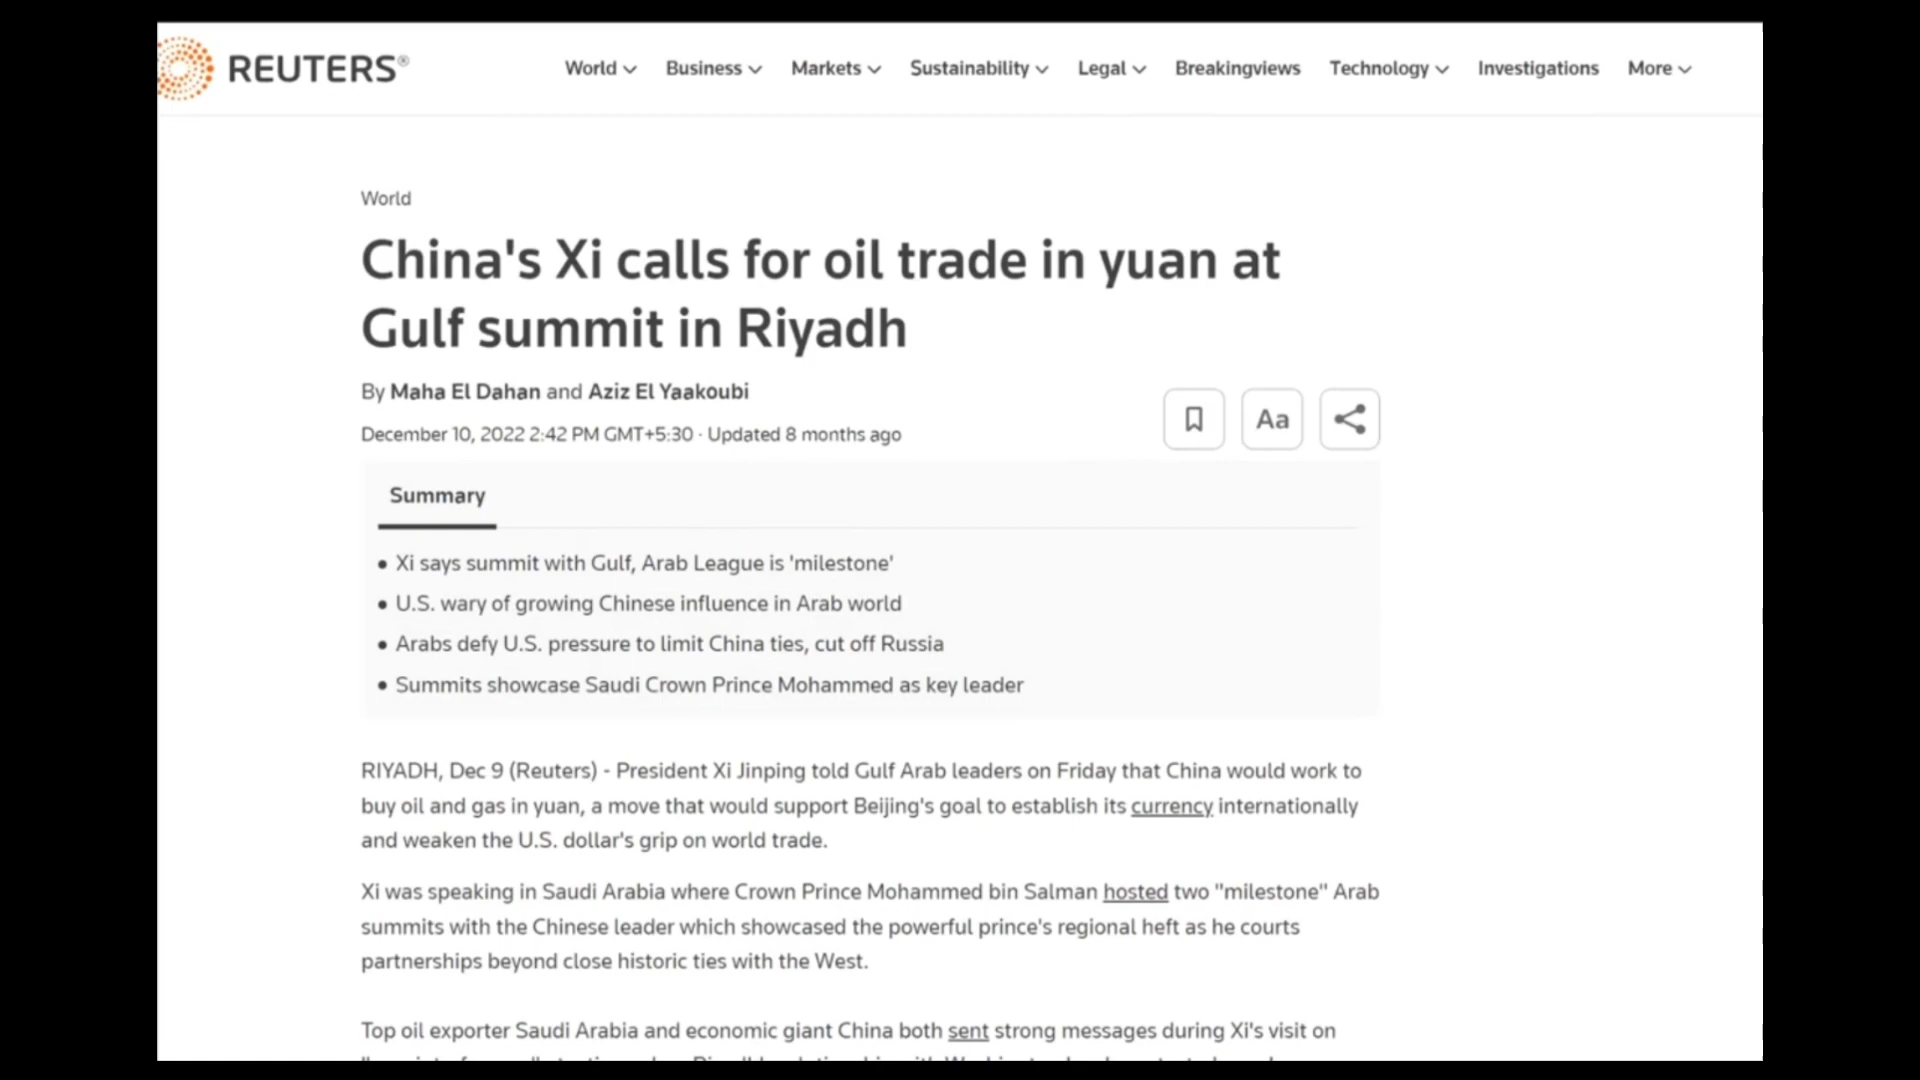 REUTERS®
World Business Markets Sustainability Legal Breakingviews Technology Investigations More
World
China's Xi calls for oil trade in yuan at
Gulf summit in Riyadh
By Maha El Dahan and Aziz El Yaakoubi
December 10, 2022 2:42 PM GMT+5:30 · Updated 8 months ago
Aa
Summary
• Xi says summit with Gulf, Arab League is 'milestone'
• U.S. wary of growing Chinese influence in Arab world
• Arabs defy U.S. pressure to limit China ties, cut off Russia
• Summits showcase Saudi Crown Prince Mohammed as key leader
RIYADH, Dec 9 (Reuters) - President Xi Jinping told Gulf Arab leaders on Friday that China would work to
buy oil and gas in yuan, a move that would support Beijing's goal to establish its currency internationally
and weaken the U.S. dollar's grip on world trade.
Xi was speaking in Saudi Arabia where Crown Prince Mohammed bin Salman hosted two "milestone" Arab
summits with the Chinese leader which showcased the powerful prince's regional heft as he courts
partnerships beyond close historic ties with the West.
Top oil exporter Saudi Arabia and economic giant China both sent strong messages during Xi's visit on